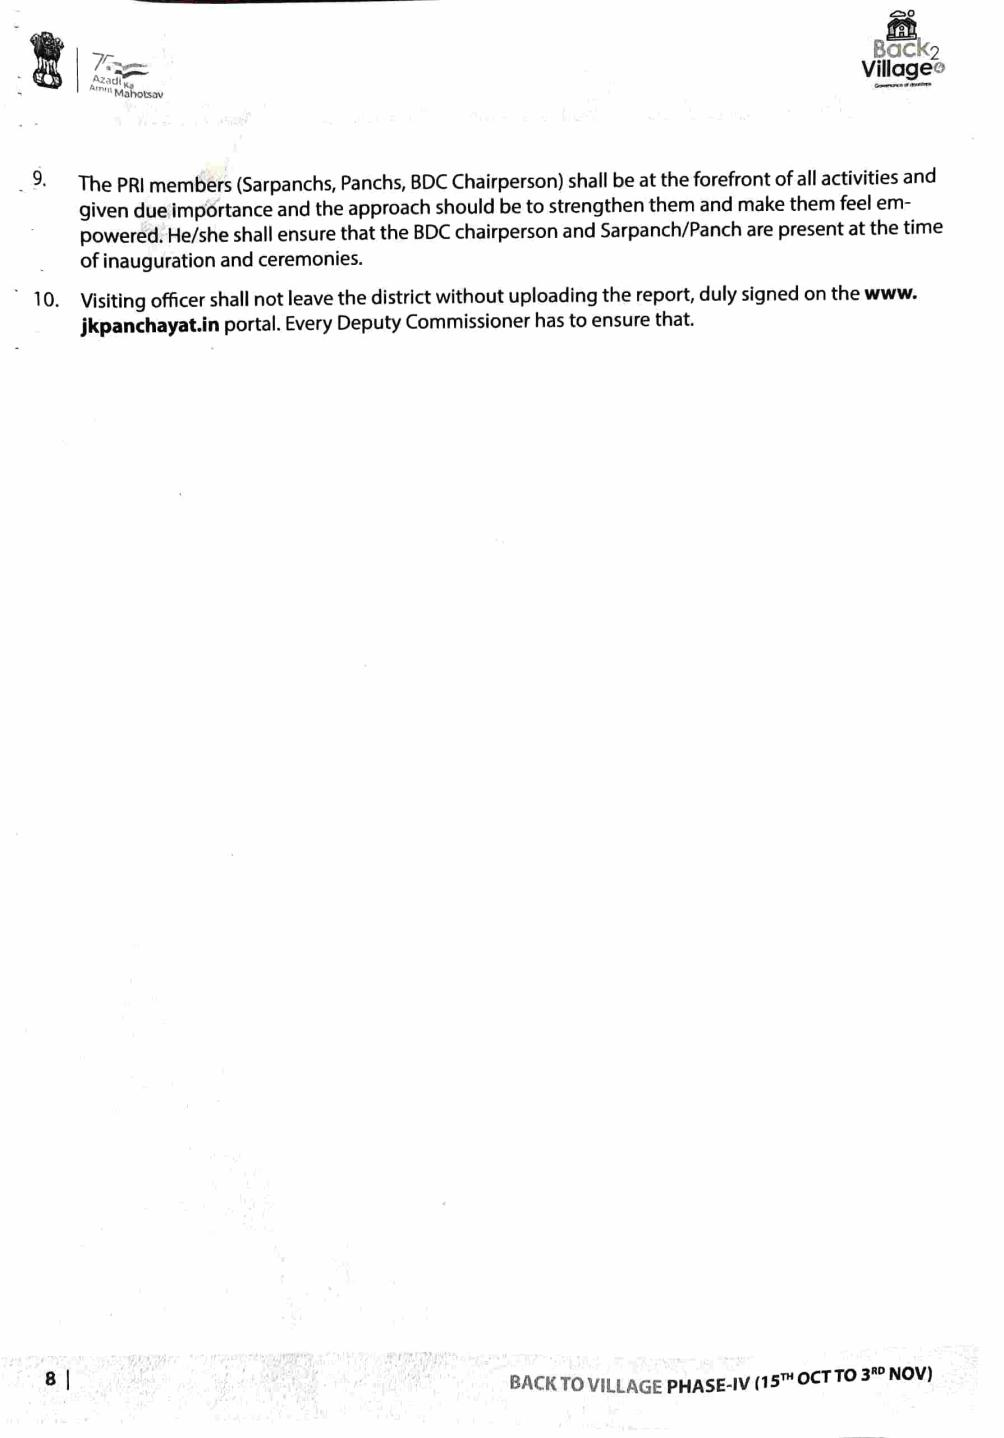 75
Azadi Ka
Amrit Mahotsav
Back2
Village4
9. The PRI members (Sarpanchs, Panchs, BDC Chairperson) shall be at the forefront of all activities and
given due importance and the approach should be to strengthen them and make them feel em-
powered. He/she shall ensure that the BDC chairperson and Sarpanch/Panch are present at the time
of inauguration and ceremonies.
10. Visiting officer shall not leave the district without uploading the report, duly signed on the www.
jkpanchayat.in portal. Every Deputy Commissioner has to ensure that.
8 | BACK TO VILLAGE PHASE-IV (15TH OCT TO 3RD NOV)